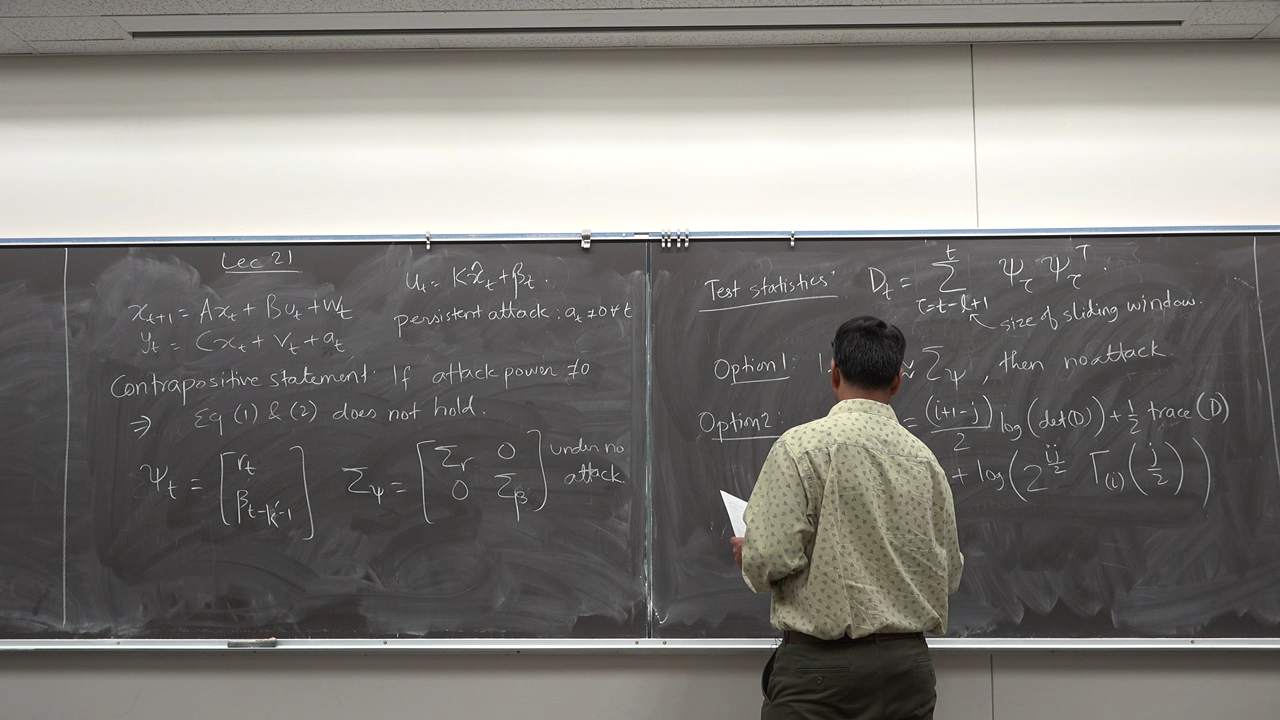 Lec 21
x_{t+1} = Ax_t + Bu_t + w_t
y_t = Cx_t + v_t + a_t
u_t = Kx̂_t + β_t.
persistent attack: a_t ≠ 0 ∀ t
Contrapositive statement: If attack power ≠ 0
⇒ Eq (1) & (2) does not hold.
Ψ_t = [ r_t ; β_{t-k'-1} ]
Σ_Ψ = [ Σ_r 0 ; 0 Σ_β ] under no attack
Test statistics: D_t = Σ_{τ=t-l+1}^{t} Ψ_τ Ψ_τ^T.
size of sliding window.
Option 1: Σ_Ψ, then no attack.
Option 2: = (i+1-j)/2 log(det(D)) + 1/2 trace(D)
+ log(2^{ij/2} Γ_{(i)}(j/2))